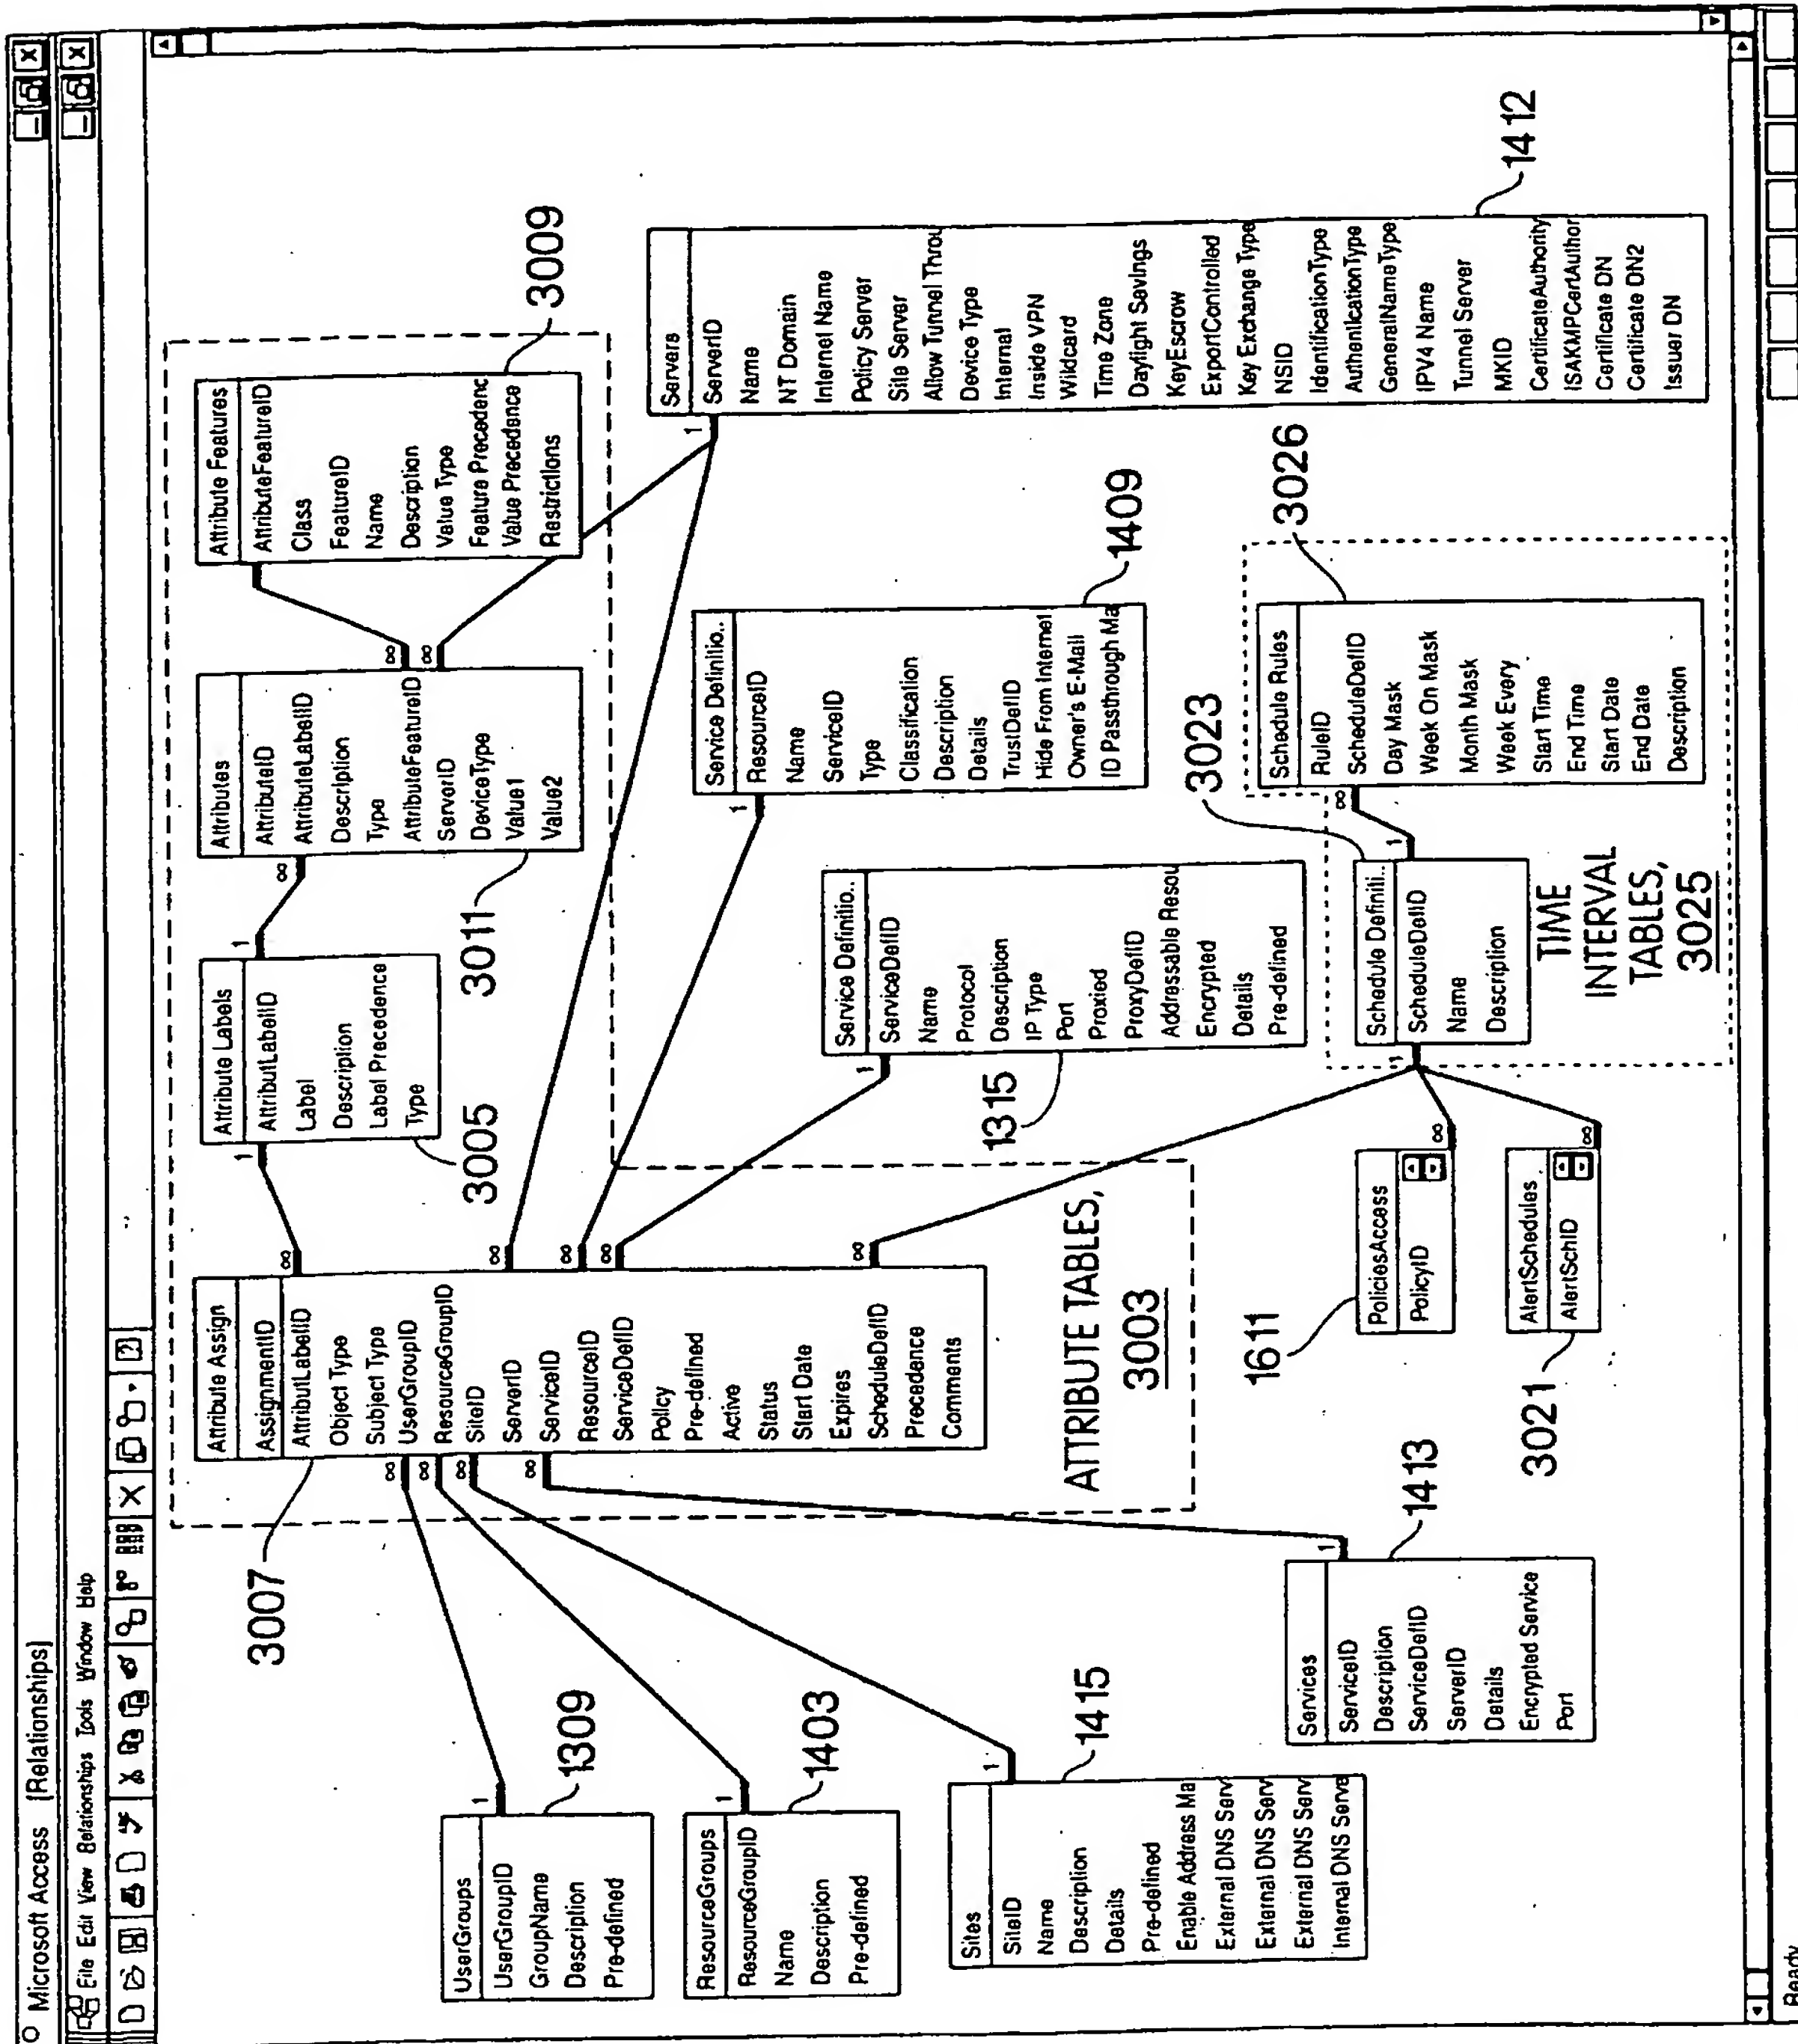 Microsoft Access [Relationships]
File Edit View Relationships Tools Window Help
3007
Attribute Assign
AssignmentID
AttributLabelID
Object Type
Subject Type
UserGroupID
ResourceGroupID
SiteID
ServerID
ServiceID
ResourceID
ServiceDefID
Policy
Pre-defined
Active
Status
Start Date
Expires
ScheduleDefID
Precedence
Comments
Attribute Labels
AttributLabelID
Label
Description
Label Precedence
Type
3005
Attributes
AttributeID
AttributeLabelID
Description
Type
AttributeFeatureID
ServerID
DeviceType
Value1
Value2
3011
Attribute Features
AttributeFeatureID
Class
FeatureID
Name
Description
Value Type
Feature Precedenc
Value Precedence
Restrictions
3009
UserGroups
UserGroupID
GroupName
Description
Pre-defined
1309
ResourceGroups
ResourceGroupID
Name
Description
Pre-defined
1403
Sites
SiteID
Name
Description
Details
Pre-defined
Enable Address Ma
External DNS Serv
External DNS Serv
External DNS Serv
Internal DNS Serve
1415
Services
ServiceID
Description
ServiceDefID
ServerID
Details
Encrypted Service
Port
1413
ATTRIBUTE TABLES,
3003
Service Definitio..
ServiceDefID
Name
Protocol
Description
IP Type
Port
Proxied
ProxyDefID
Addressable Resou
Encrypted
Details
Pre-defined
1315
Service Definitio..
ResourceID
Name
ServiceID
Type
Classification
Description
Details
TrustDefID
Hide From Internet
Owner's E-Mail
ID Passthrough Ma
1409
Servers
ServerID
Name
NT Domain
Internet Name
Policy Server
Site Server
Allow Tunnel Throu
Device Type
Internal
Inside VPN
Wildcard
Time Zone
Daylight Savings
KeyEscrow
ExportControlled
Key Exchange Type
NSID
IdentificationType
AuthenticationType
GeneralNameType
IPV4 Name
Tunnel Server
MKID
CertificateAuthority
ISAKMPCertAuthor
Certificate DN
Certificate DN2
Issuer DN
1412
PoliciesAccess
PolicyID
1611
AlertSchedules
AlertSchID
3021
Schedule Definiti..
ScheduleDefID
Name
Description
3023
Schedule Rules
RuleID
ScheduleDefID
Day Mask
Week On Mask
Month Mask
Week Every
Start Time
End Time
Start Date
End Date
Description
3026
TIME
INTERVAL
TABLES,
3025
Ready